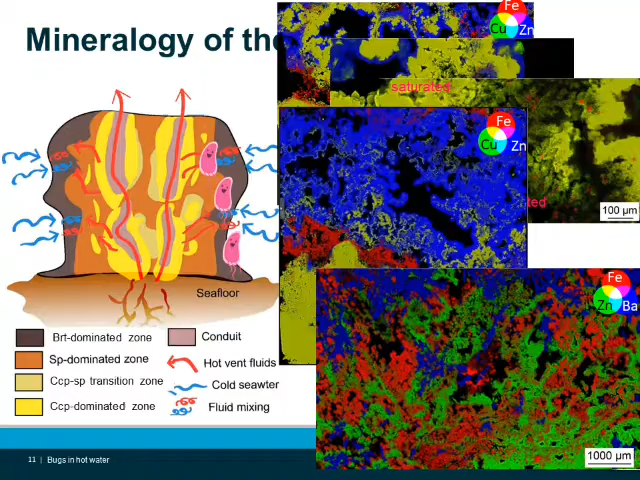 Mineralogy of the
Fe
Cu
Zn
saturated
Fe
Cu
Zn
ted
100 µm
Seafloor
Fe
Zn
Ba
Brt-dominated zone
Conduit
Sp-dominated zone
Hot vent fluids
Ccp-sp transition zone
Cold seawter
Ccp-dominated zone
Fluid mixing
1000 µm
11 | Bugs in hot water